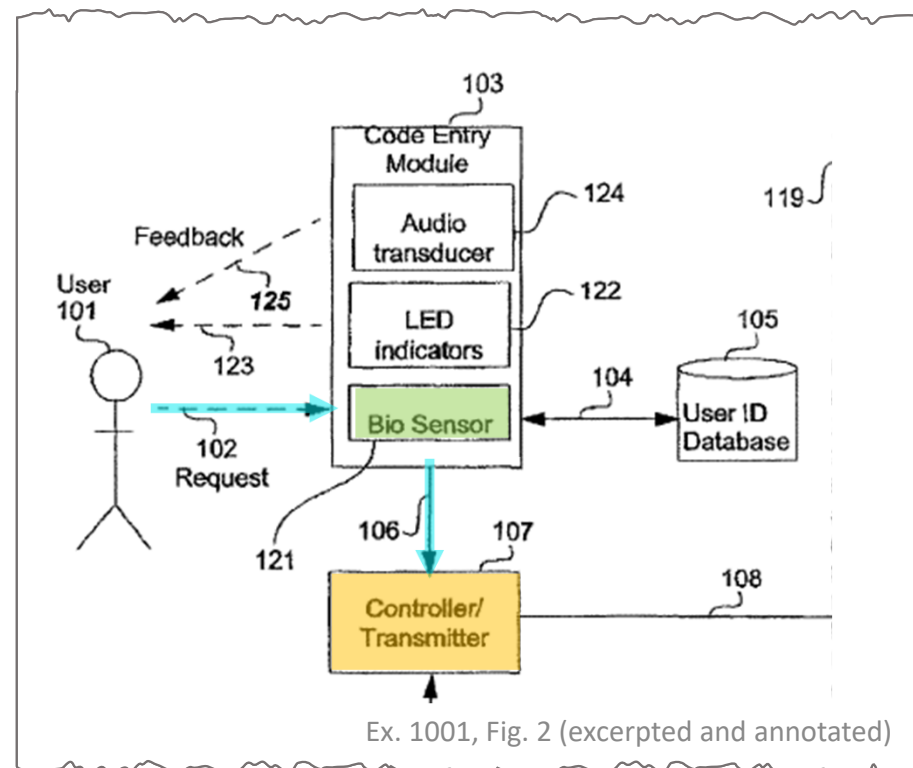 103
Code Entry
Module
124
119
Audio
transducer
Feedback
125
User
101
122
LED
indicators
123
105
104
User ID
Database
Bio Sensor
102
Request
106
107
121
108
Controller/
Transmitter
Ex. 1001, Fig. 2 (excerpted and annotated)